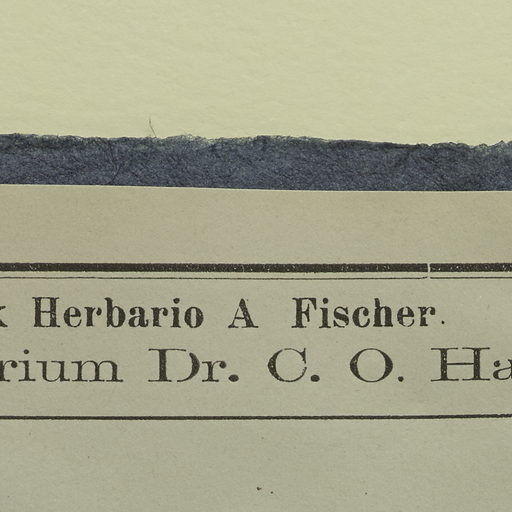 x Herbario A Fischer.
rium Dr. C. O. Ha